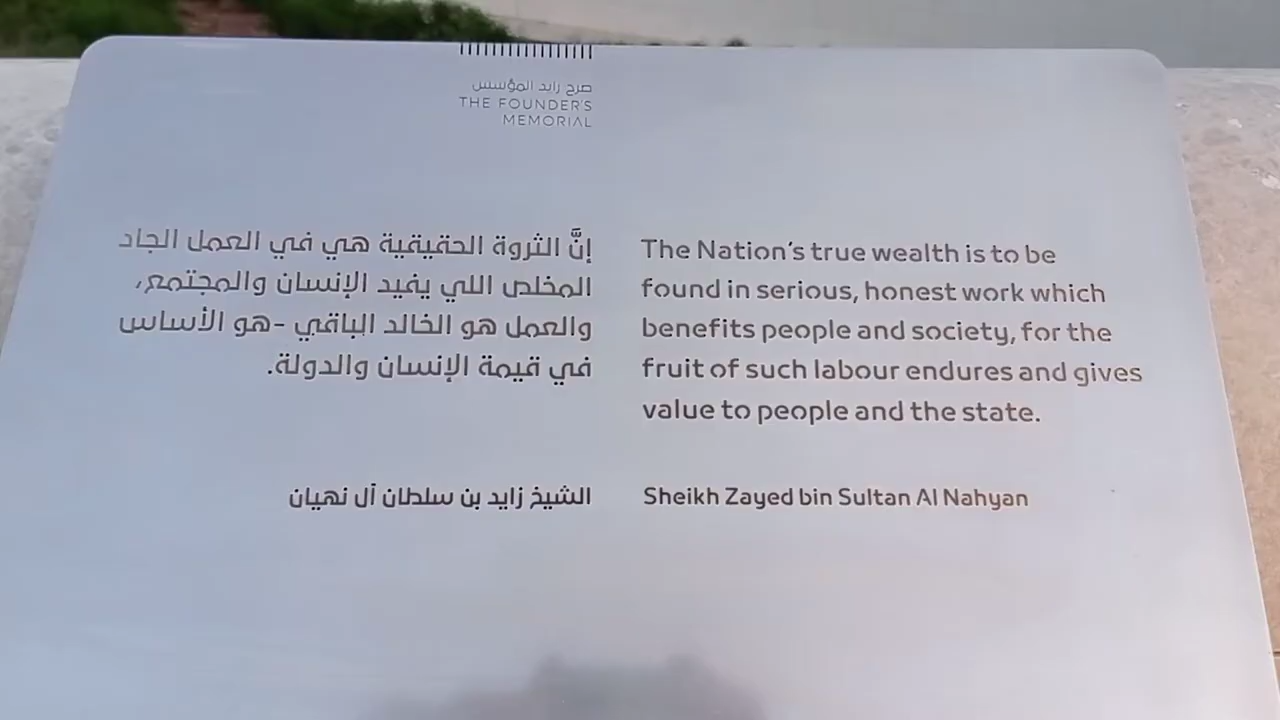 صرح زايد المؤسس
THE FOUNDER'S
MEMORIAL
إنَّ الثروة الحقيقية هي في العمل الجاد
المخلص اللي يفيد الإنسان والمجتمع،
والعمل هو الخالد الباقي -هو الأساس
في قيمة الإنسان والدولة.
الشيخ زايد بن سلطان آل نهيان
The Nation's true wealth is to be
found in serious, honest work which
benefits people and society, for the
fruit of such labour endures and gives
value to people and the state.
Sheikh Zayed bin Sultan Al Nahyan